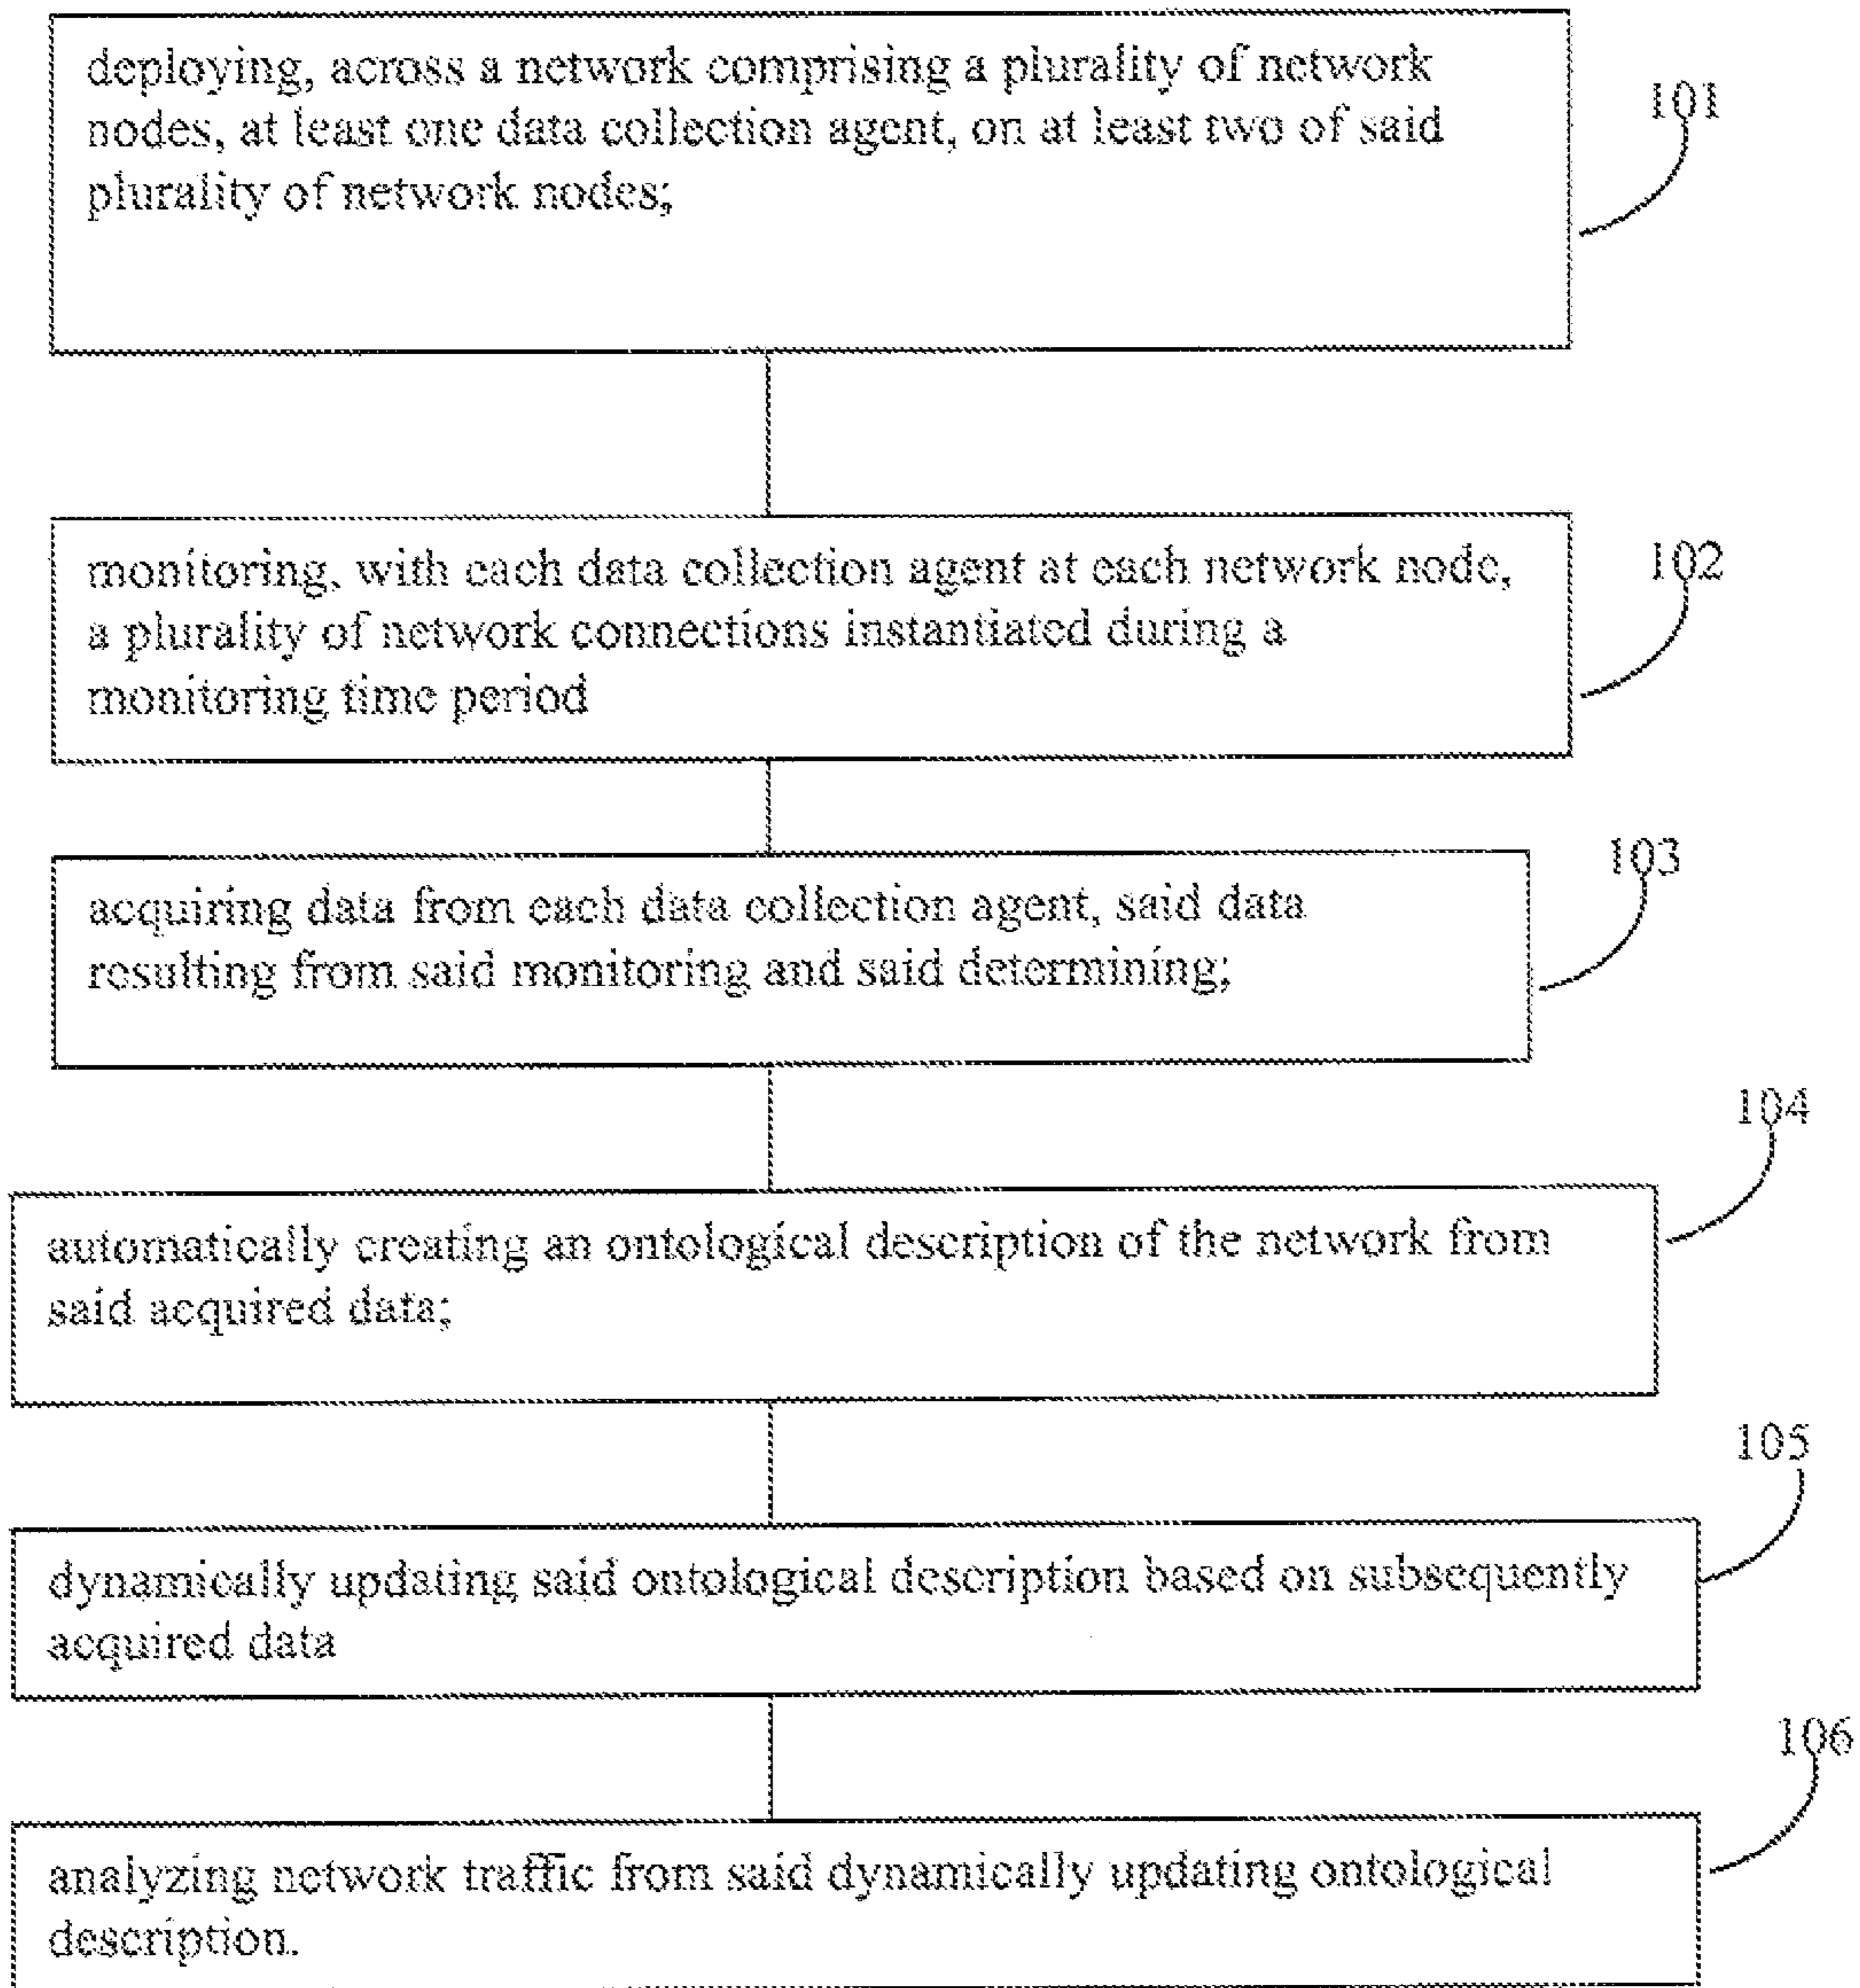 deploying, across a network comprising a plurality of network
nodes, at least one data collection agent, on at least two of said
plurality of network nodes;
101
monitoring, with each data collection agent at each network node,
a plurality of network connections instantiated during a
monitoring time period
102
acquiring data from each data collection agent, said data
resulting from said monitoring and said determining;
103
automatically creating an ontological description of the network from
said acquired data;
104
dynamically updating said ontological description based on subsequently
acquired data
105
analyzing network traffic from said dynamically updating ontological
description.
106